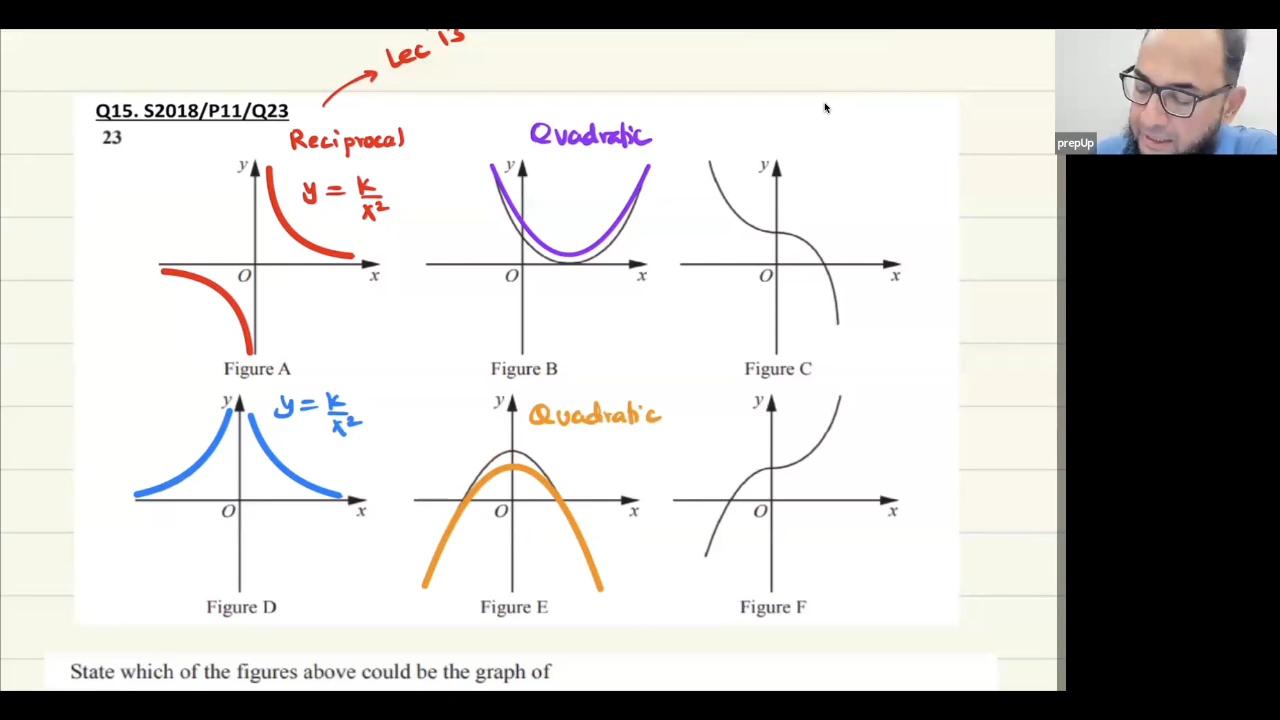 Lec 13
Q15. S2018/P11/Q23
23
Reciprocal
Quadratic
y = k/x²
y
y
y
O
x
O
x
O
x
Figure A
Figure B
Figure C
y = k/x²
Quadratic
y
y
y
O
x
O
x
O
x
Figure D
Figure E
Figure F
State which of the figures above could be the graph of
prepUp